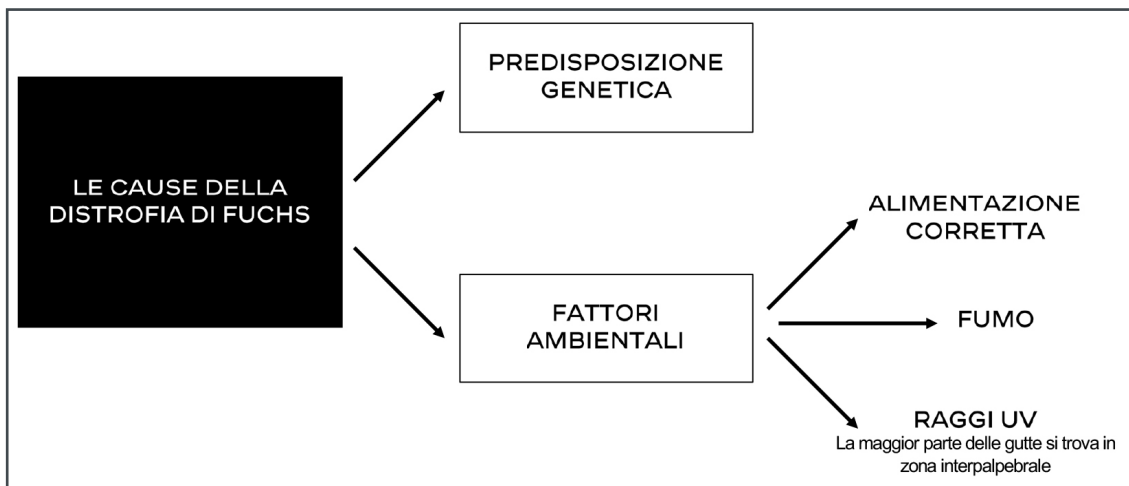 LE CAUSE DELLA
DISTROFIA DI FUCHS
PREDISPOSIZIONE
GENETICA
FATTORI
AMBIENTALI
ALIMENTAZIONE
CORRETTA
FUMO
RAGGI UV
La maggior parte delle gutte si trova in
zona interpalpebrale